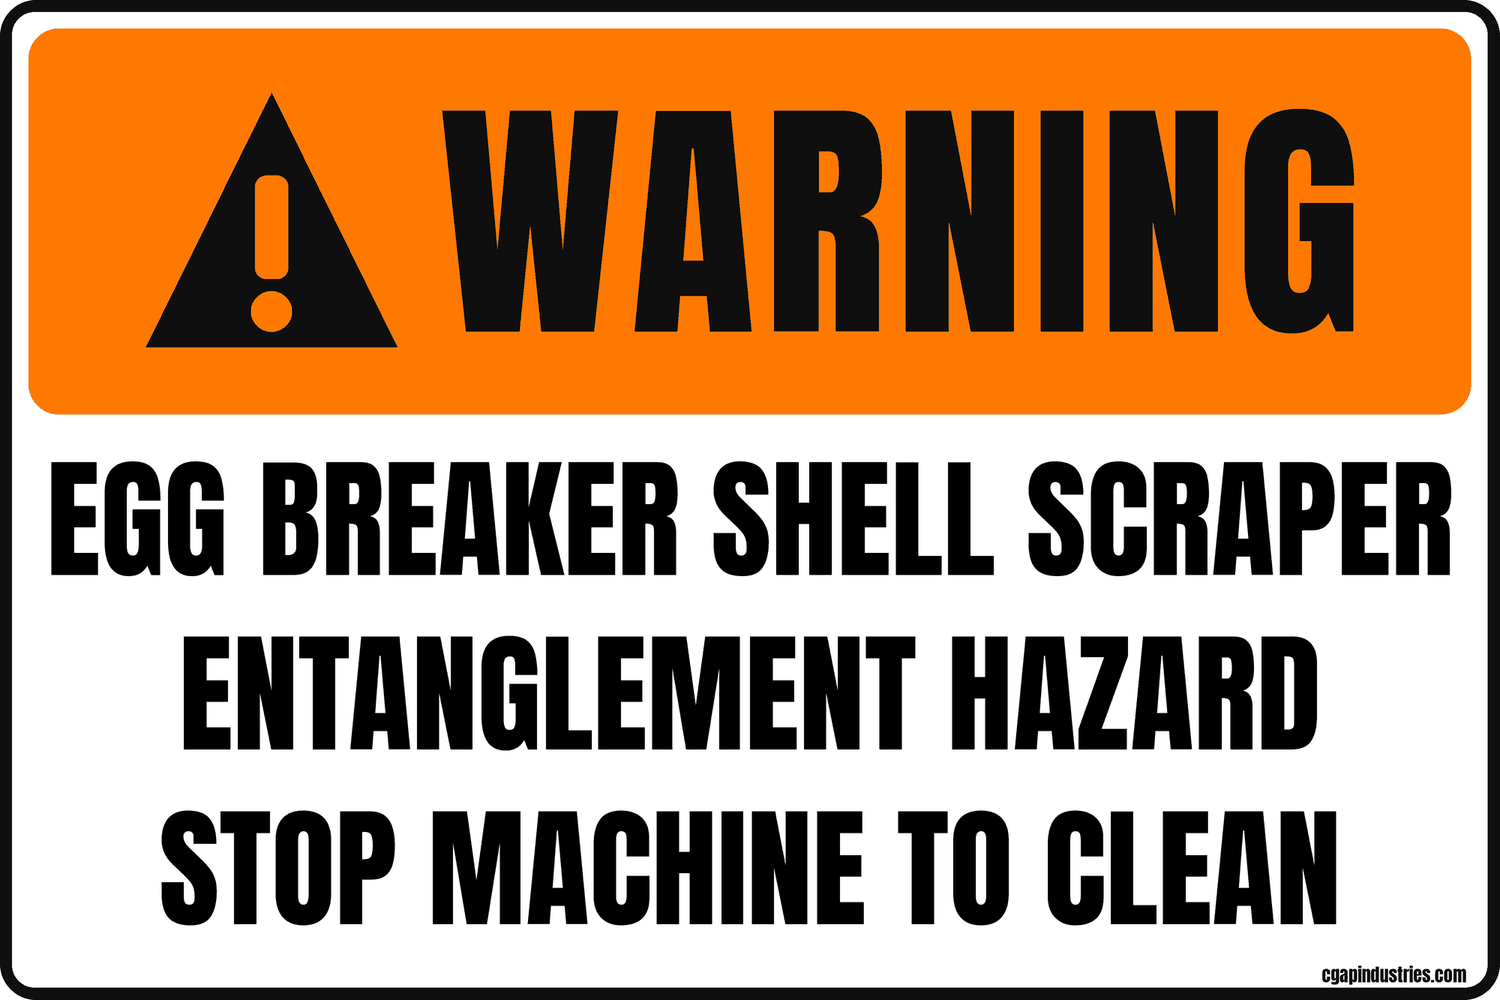 WARNING
EGG BREAKER SHELL SCRAPER
ENTANGLEMENT HAZARD
STOP MACHINE TO CLEAN
cgapindustries.com